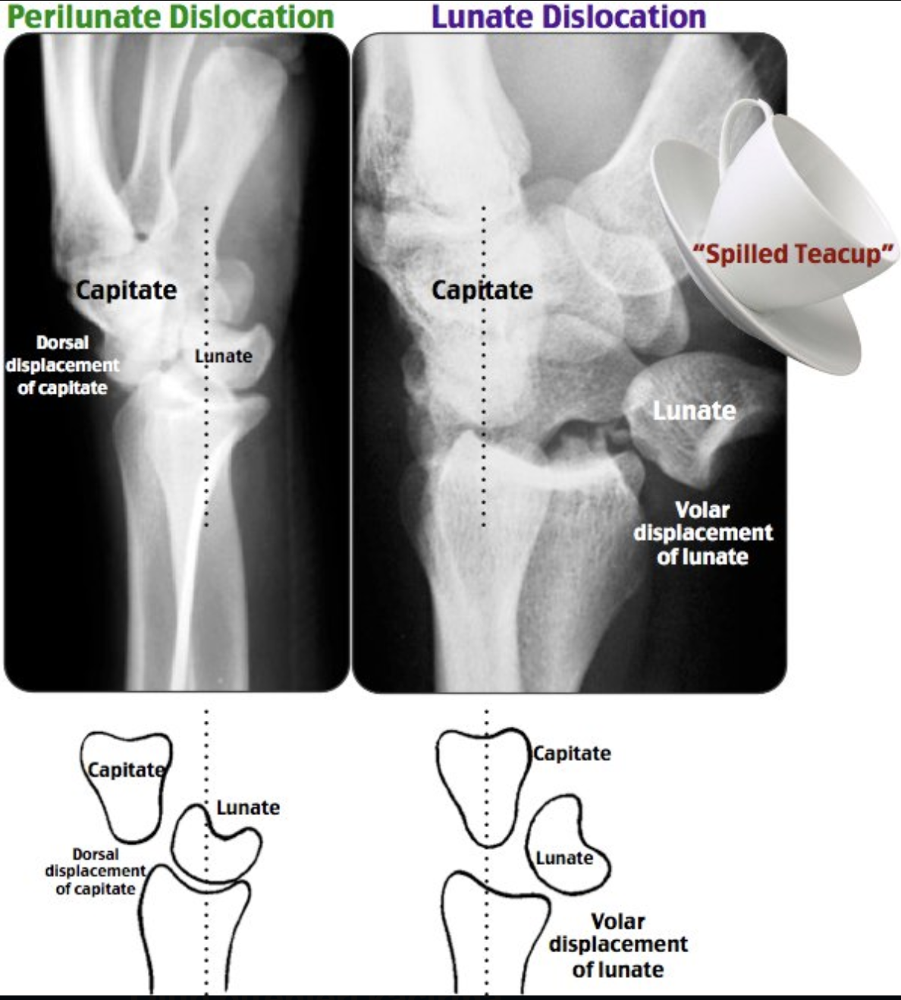 Perilunate Dislocation
Lunate Dislocation
Capitate
Dorsal
displacement
of capitate
Lunate
Capitate
"Spilled Teacup"
Lunate
Volar
displacement
of lunate
Capitate
Lunate
Dorsal
displacement
of capitate
Capitate
Lunate
Volar
displacement
of lunate